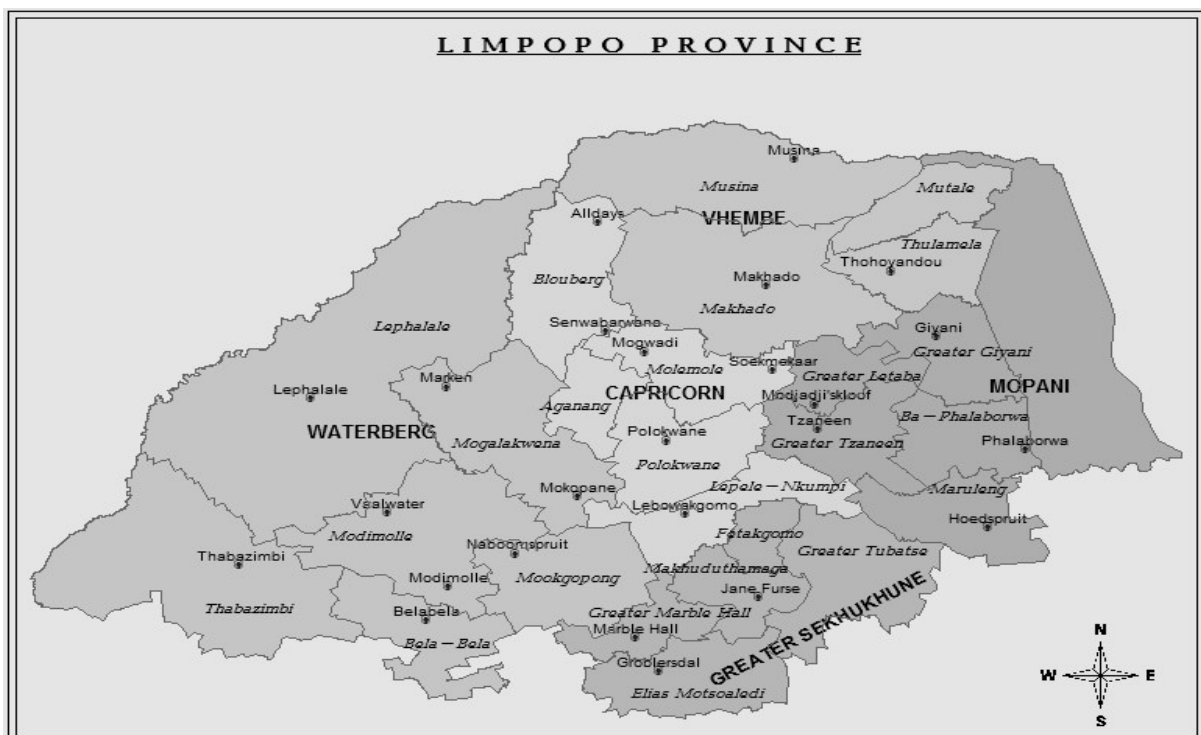 LIMPOPO PROVINCE
Musina
Musina
Mutale
Alldays
VHEMBE
Thulamela
Thohoyandou
Blouberg
Makhado
Makhado
Lephalale
Senwabarwano
Giyani
Mogwadi
Greater Giyani
Molemole
Soekmekaar
Greater Letaba
Marken
MOPANI
Lephalale
CAPRICORN
Modjadji'skloof
Aganang
Ba-Phalaborwa
Tzaneen
WATERBERG
Polokwane
Mogalakwena
Greater Tzaneen
Phalaborwa
Polokwane
Lepele-Nkumpi
Maruleng
Mokopane
Vaalwater
Lebowakgomo
Hoedspruit
Modimolle
Fetakgomo
Naboomspruit
Greater Tubatse
Thabazimbi
Makhuduthamaga
Modimolle
Mookgopong
Jane Furse
Thabazimbi
Belabela
Greater Marble Hall
GREATER SEKHUKHUNE
Marble Hall
Bela-Bela
Groblersdal
Elias Motsoaledi
N
W E
S